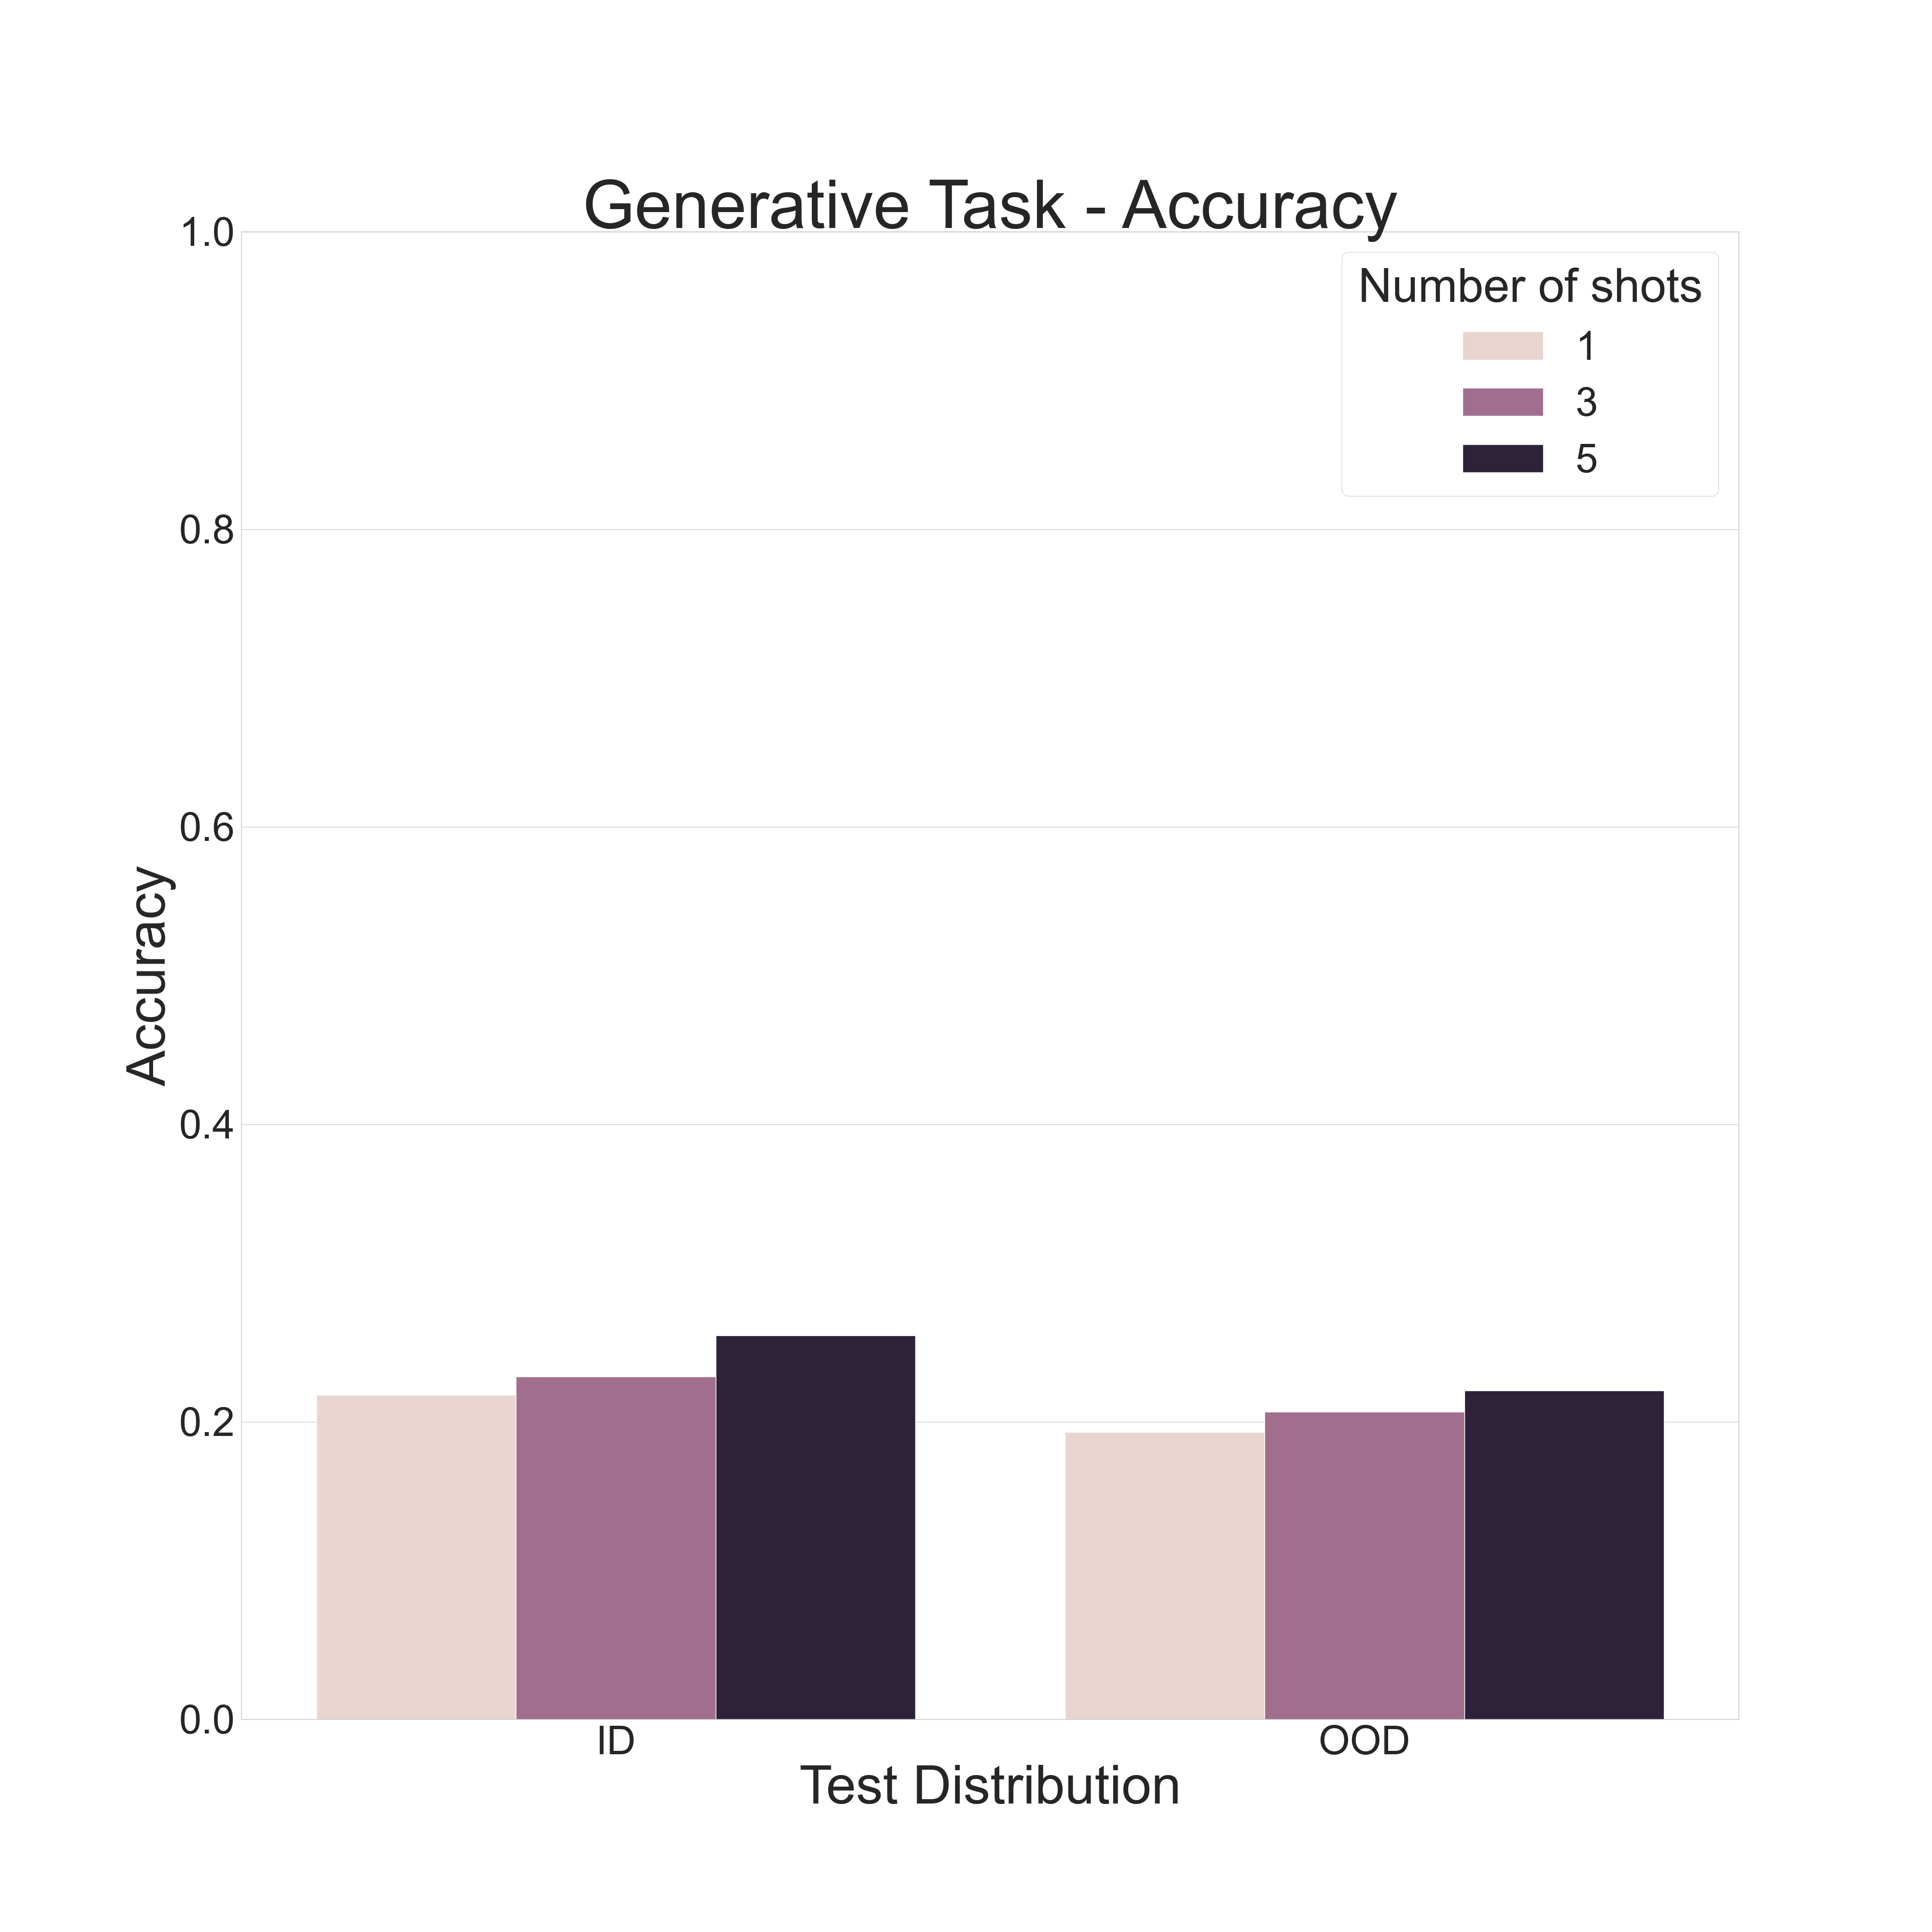 Generative Task - Accuracy
Number of shots
1
3
5
1.0
0.8
0.6
0.4
0.2
0.0
Accuracy
ID
OOD
Test Distribution